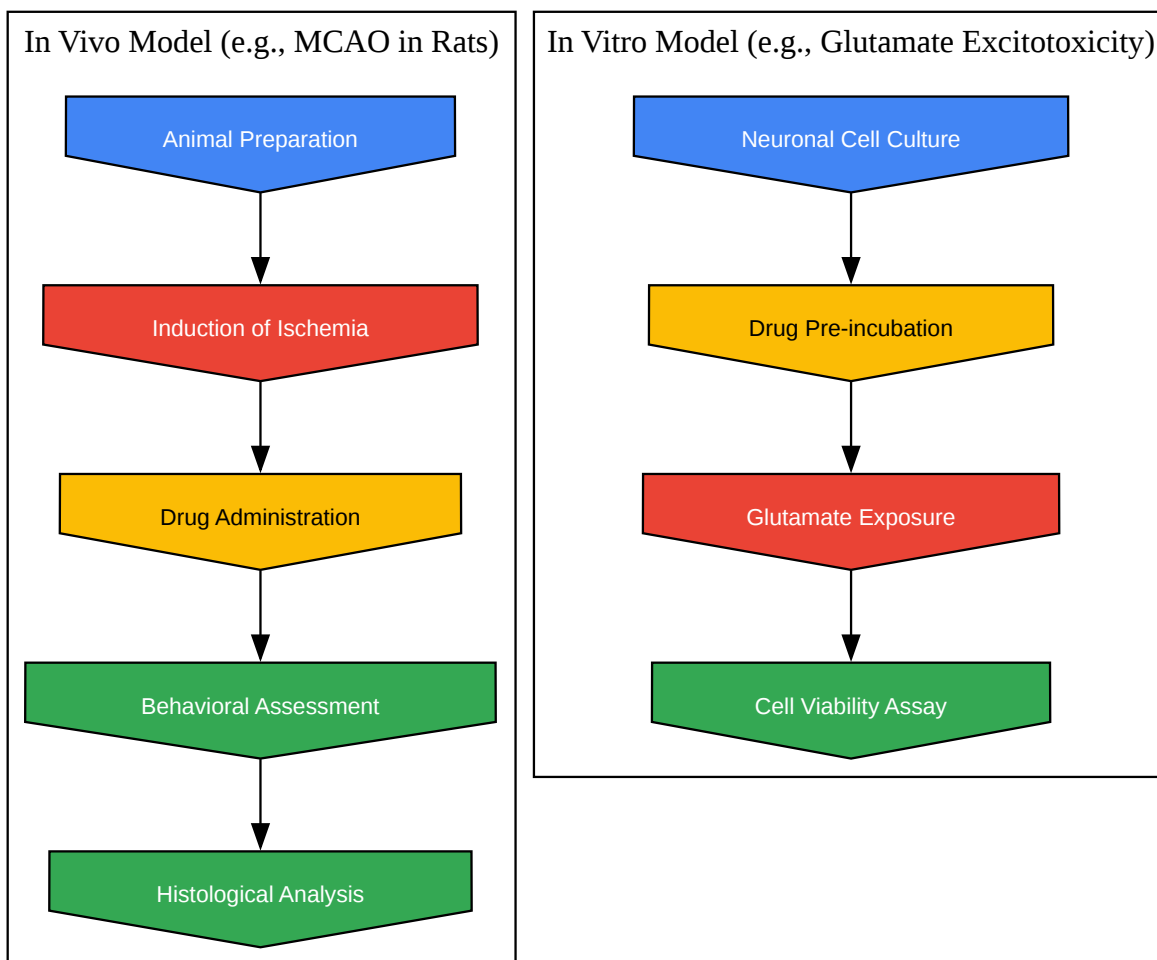 In Vivo Model (e.g., MCAO in Rats)
Animal Preparation
Induction of Ischemia
Drug Administration
Behavioral Assessment
Histological Analysis
In Vitro Model (e.g., Glutamate Excitotoxicity)
Neuronal Cell Culture
Drug Pre-incubation
Glutamate Exposure
Cell Viability Assay